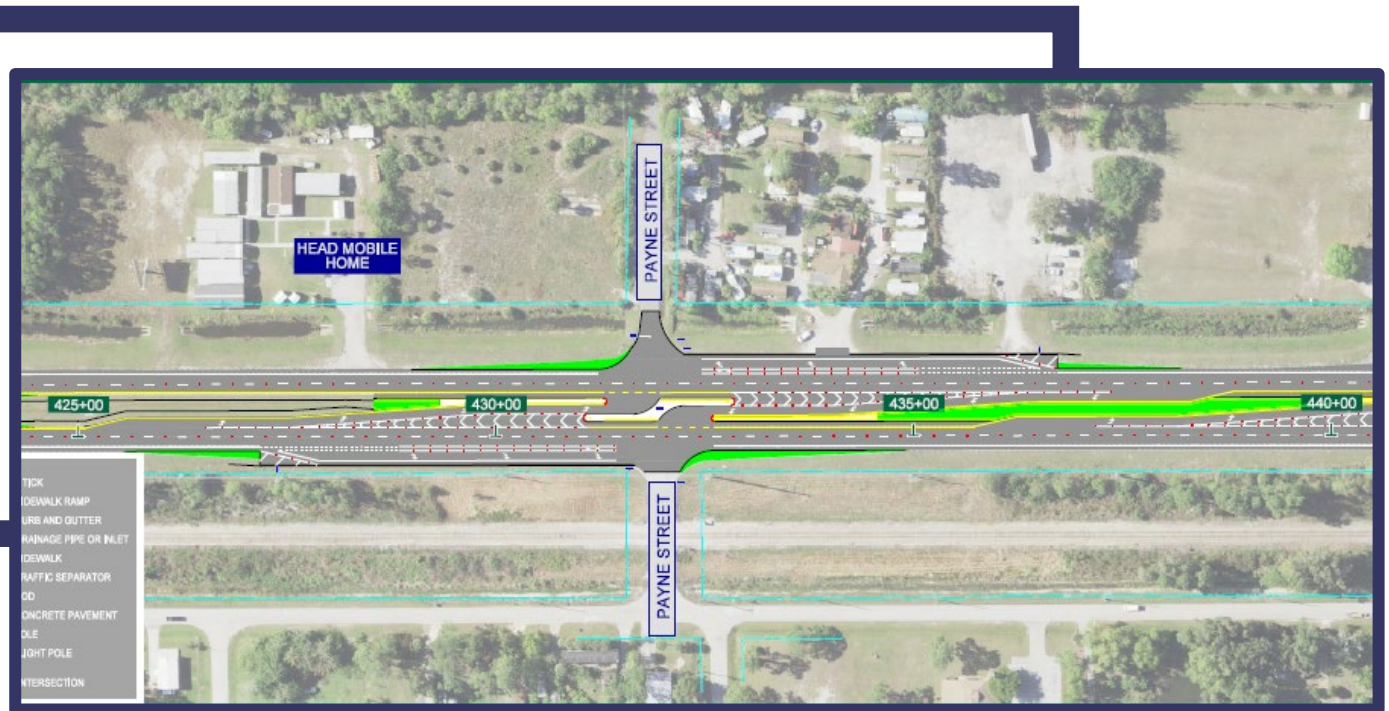 PAYNE STREET
HEAD MOBILE
HOME
425+00
430+00
435+00
440+00
TICK
IDEWALK RAMP
URB AND GUTTER
RAINAGE PIPE OR INLET
IDEWALK
RAFFIC SEPARATOR
OD
ONCRETE PAVEMENT
OLE
IGHT POLE
NTERSECTION
PAYNE STREET